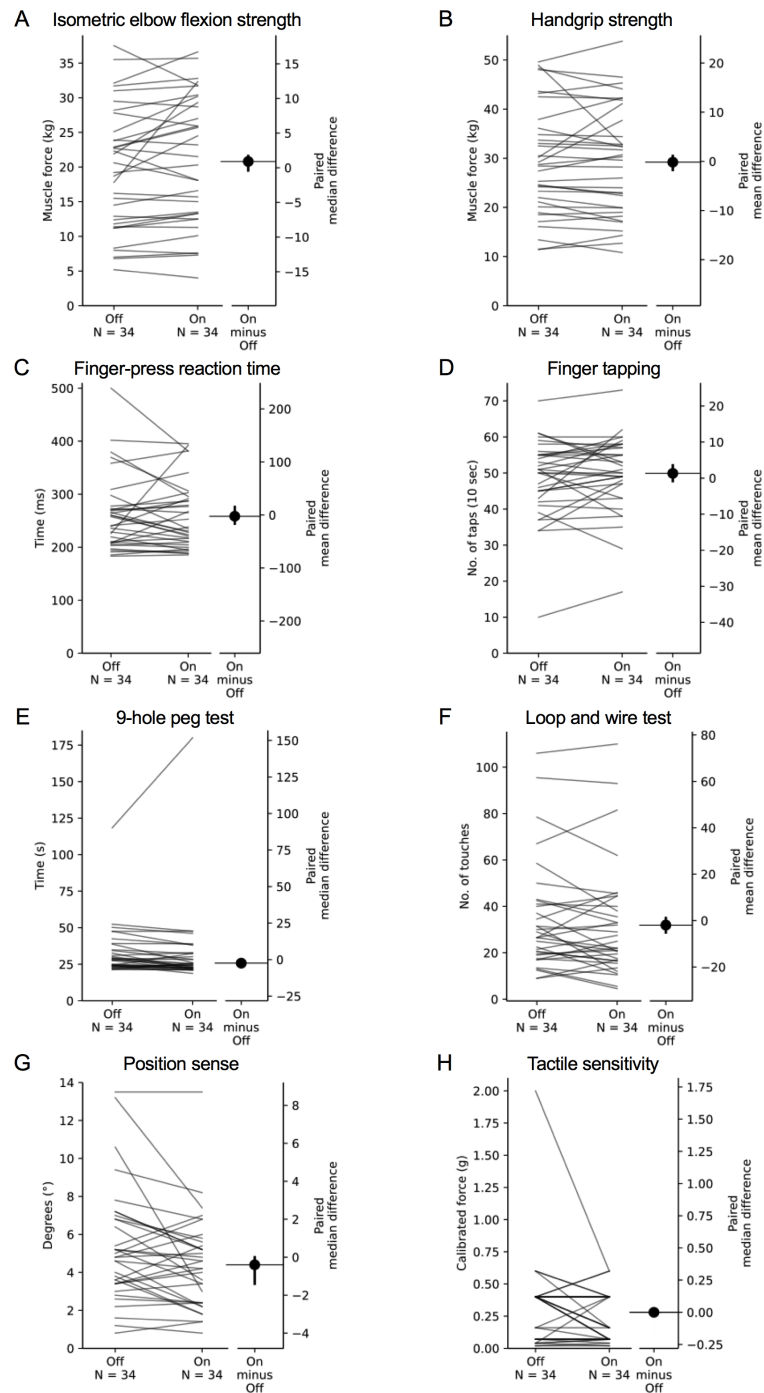 A Isometric elbow flexion strength
35
30
25
20
15
10
5
0
Muscle force (kg)
15
10
5
0
−5
−10
−15
Paired
median difference
Off
N = 34
On
N = 34
On
minus
Off
B Handgrip strength
50
40
30
20
10
0
Muscle force (kg)
20
10
0
−10
−20
Paired
mean difference
Off
N = 34
On
N = 34
On
minus
Off
C Finger-press reaction time
500
400
300
200
100
0
Time (ms)
200
100
0
−100
−200
Paired
mean difference
Off
N = 34
On
N = 34
On
minus
Off
D Finger tapping
70
60
50
40
30
20
10
0
No. of taps (10 sec)
20
10
0
−10
−20
−30
−40
Paired
mean difference
Off
N = 34
On
N = 34
On
minus
Off
E 9-hole peg test
175
150
125
100
75
50
25
0
Time (s)
150
125
100
75
50
25
0
−25
Paired
median difference
Off
N = 34
On
N = 34
On
minus
Off
F Loop and wire test
100
80
60
40
20
0
No. of touches
80
60
40
20
0
−20
Paired
mean difference
Off
N = 34
On
N = 34
On
minus
Off
G Position sense
14
12
10
8
6
4
2
0
Degrees (°)
8
6
4
2
0
−2
−4
Paired
median difference
Off
N = 34
On
N = 34
On
minus
Off
H Tactile sensitivity
2.00
1.75
1.50
1.25
1.00
0.75
0.50
0.25
0.00
Calibrated force (g)
1.75
1.50
1.25
1.00
0.75
0.50
0.25
0.00
−0.25
Paired
median difference
Off
N = 34
On
N = 34
On
minus
Off